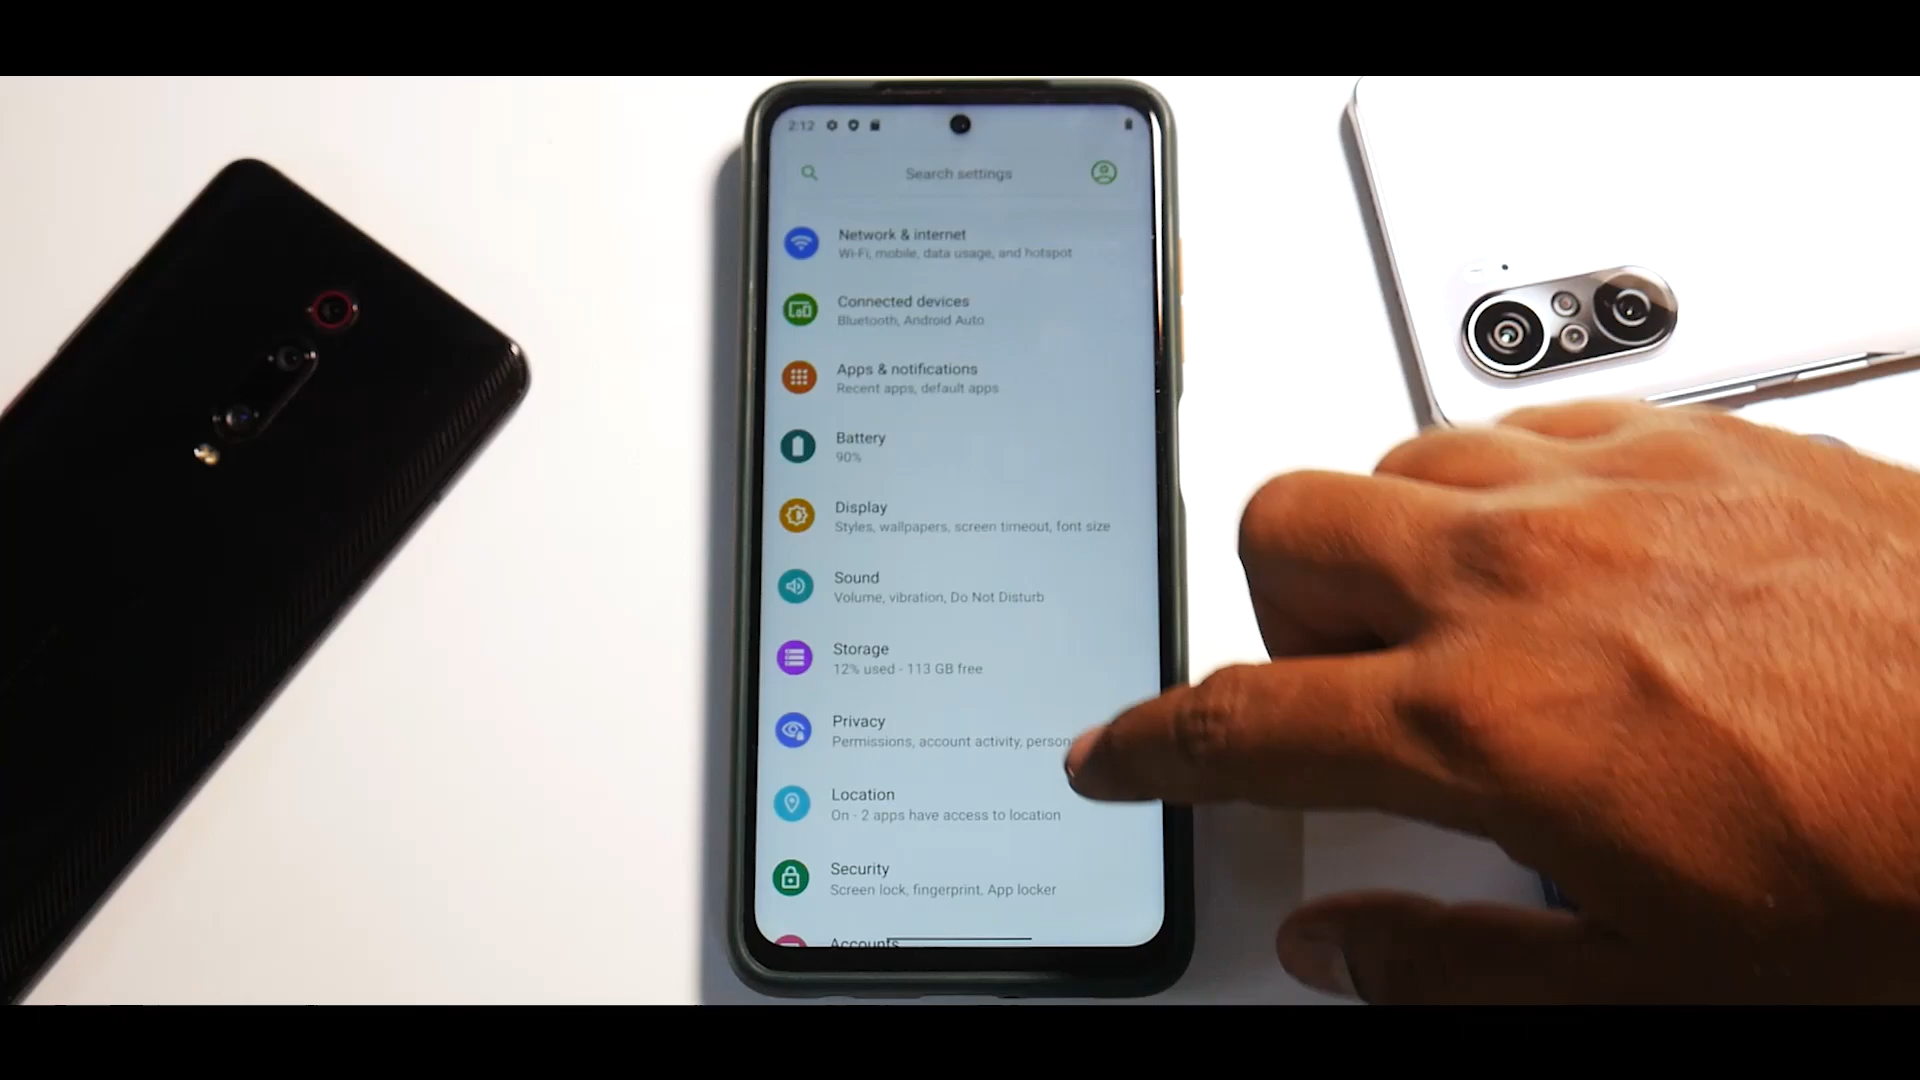 2:12
Search settings
Network & internet
Wi-Fi, mobile, data usage, and hotspot
Connected devices
Bluetooth, Android Auto
Apps & notifications
Recent apps, default apps
Battery
90%
Display
Styles, wallpapers, screen timeout, font size
Sound
Volume, vibration, Do Not Disturb
Storage
12% used - 113 GB free
Privacy
Permissions, account activity, person
Location
On - 2 apps have access to location
Security
Screen lock, fingerprint, App locker
Accounts